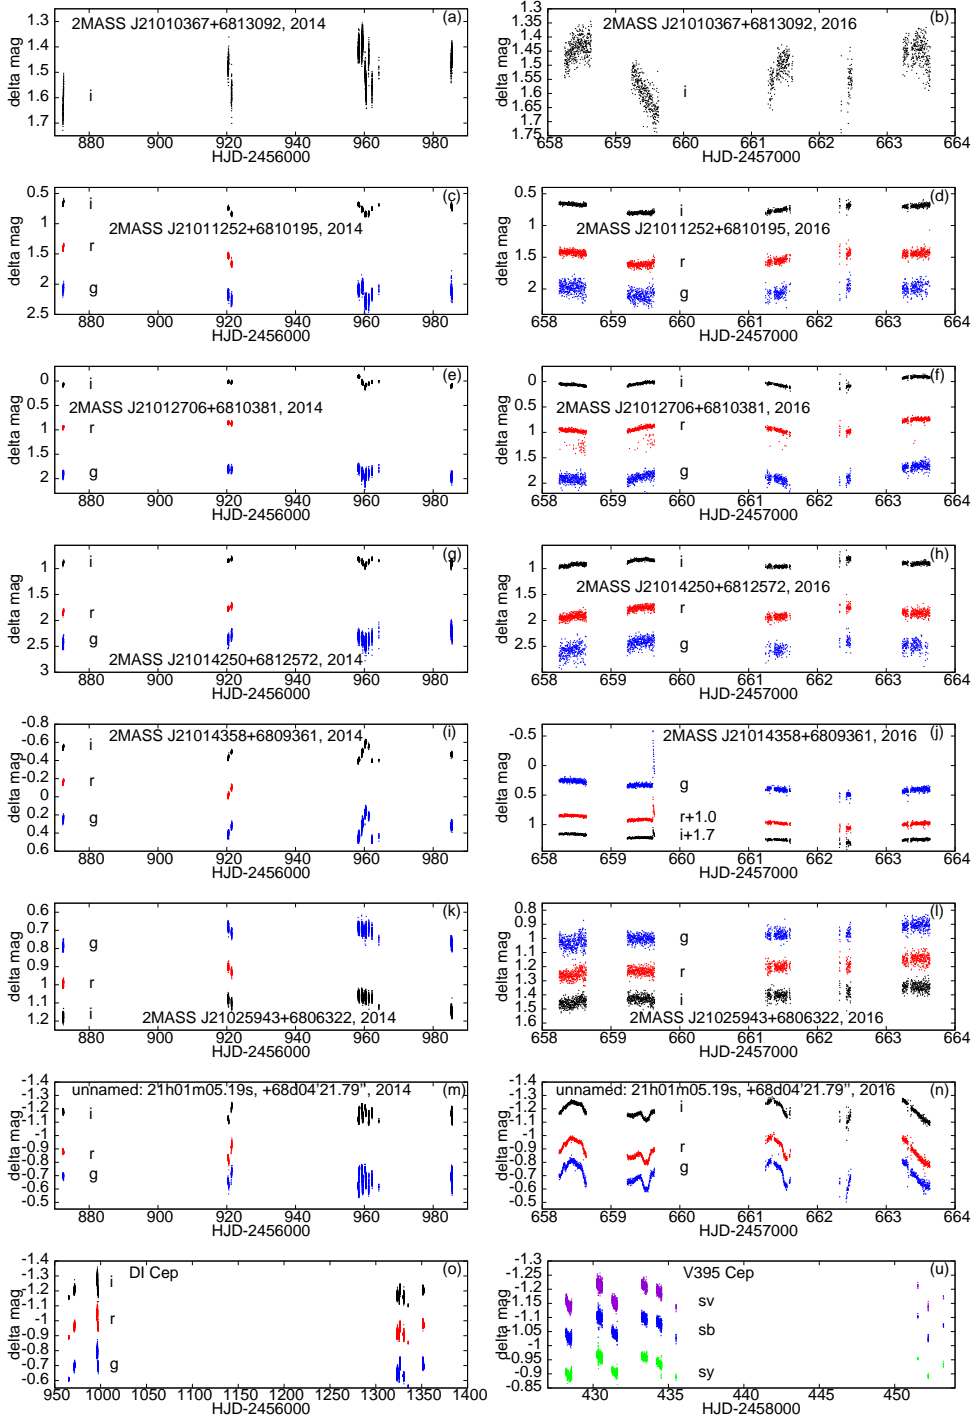 2MASS J21010367+6813092, 2014
(a)
i
delta mag
1.3
1.4
1.5
1.6
1.7
880 900 920 940 960 980
HJD-2456000
2MASS J21010367+6813092, 2016
(b)
i
delta mag
1.35
1.4
1.45
1.5
1.55
1.6
1.65
1.7
1.75
658 659 660 661 662 663 664
HJD-2457000
(c)
i
2MASS J21011252+6810195, 2014
r
g
delta mag
0.5
1
1.5
2
2.5
880 900 920 940 960 980
HJD-2456000
(d)
i
2MASS J21011252+6810195, 2016
r
g
delta mag
0.5
1
1.5
2
658 659 660 661 662 663 664
HJD-2457000
(e)
i
2MASS J21012706+6810381, 2014
r
g
delta mag
0
0.5
1
1.5
2
880 900 920 940 960 980
HJD-2456000
(f)
i
2MASS J21012706+6810381, 2016
r
g
delta mag
0
0.5
1
1.5
2
658 659 660 661 662 663 664
HJD-2457000
(g)
i
r
g
2MASS J21014250+6812572, 2014
delta mag
1
1.5
2
2.5
3
880 900 920 940 960 980
HJD-2456000
(h)
i
2MASS J21014250+6812572, 2016
r
g
delta mag
1
1.5
2
2.5
658 659 660 661 662 663 664
HJD-2457000
2MASS J21014358+6809361, 2014
(i)
i
r
g
delta mag
-0.8
-0.6
-0.4
-0.2
0
0.2
0.4
0.6
880 900 920 940 960 980
HJD-2456000
2MASS J21014358+6809361, 2016
(j)
g
r+1.0
i+1.7
delta mag
-0.5
0
0.5
1
658 659 660 661 662 663 664
HJD-2457000
(k)
g
r
i
2MASS J21025943+6806322, 2014
delta mag
0.6
0.7
0.8
0.9
1
1.1
1.2
880 900 920 940 960 980
HJD-2456000
(l)
g
r
i
2MASS J21025943+6806322, 2016
delta mag
0.8
0.9
1
1.1
1.2
1.3
1.4
1.5
1.6
658 659 660 661 662 663 664
HJD-2457000
unnamed: 21h01m05.19s, +68d04'21.79'', 2014
(m)
i
r
g
delta mag
-1.4
-1.2
-1.1
-1
-0.9
-0.8
-0.6
-0.5
880 900 920 940 960 980
HJD-2456000
unnamed: 21h01m05.19s, +68d04'21.79'', 2016
(n)
i
r
g
delta mag
-1.4
-1.2
-1.1
-1
-0.9
-0.8
-0.6
-0.5
658 659 660 661 662 663 664
HJD-2457000
DI Cep
(o)
i
r
g
delta mag
-1.4
-1.3
-1.2
-1.1
-1
-0.9
-0.8
-0.7
-0.6
950 1000 1050 1100 1150 1200 1250 1300 1350 1400
HJD-2456000
V395 Cep
(u)
sv
sb
sy
delta mag
-1.3
-1.25
-1.2
-1.15
-1.1
-1.05
-1
-0.95
-0.9
-0.85
430 435 440 445 450
HJD-2458000